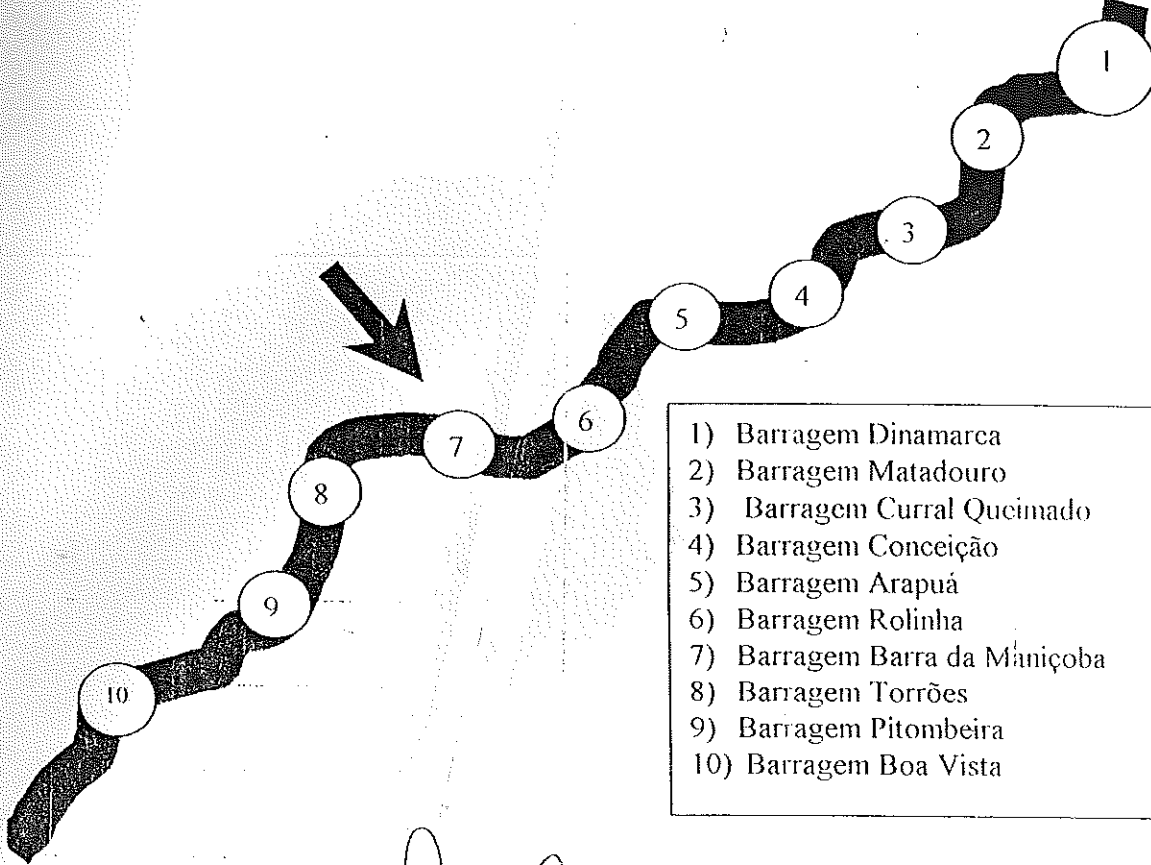 1
2
3
4
5
6
7
8
9
10
1) Barragem Dinamarca
2) Barragem Matadouro
3) Barragem Curral Queimado
4) Barragem Conceição
5) Barragem Arapuá
6) Barragem Rolinha
7) Barragem Barra da Maniçoba
8) Barragem Torrões
9) Barragem Pitombeira
10) Barragem Boa Vista